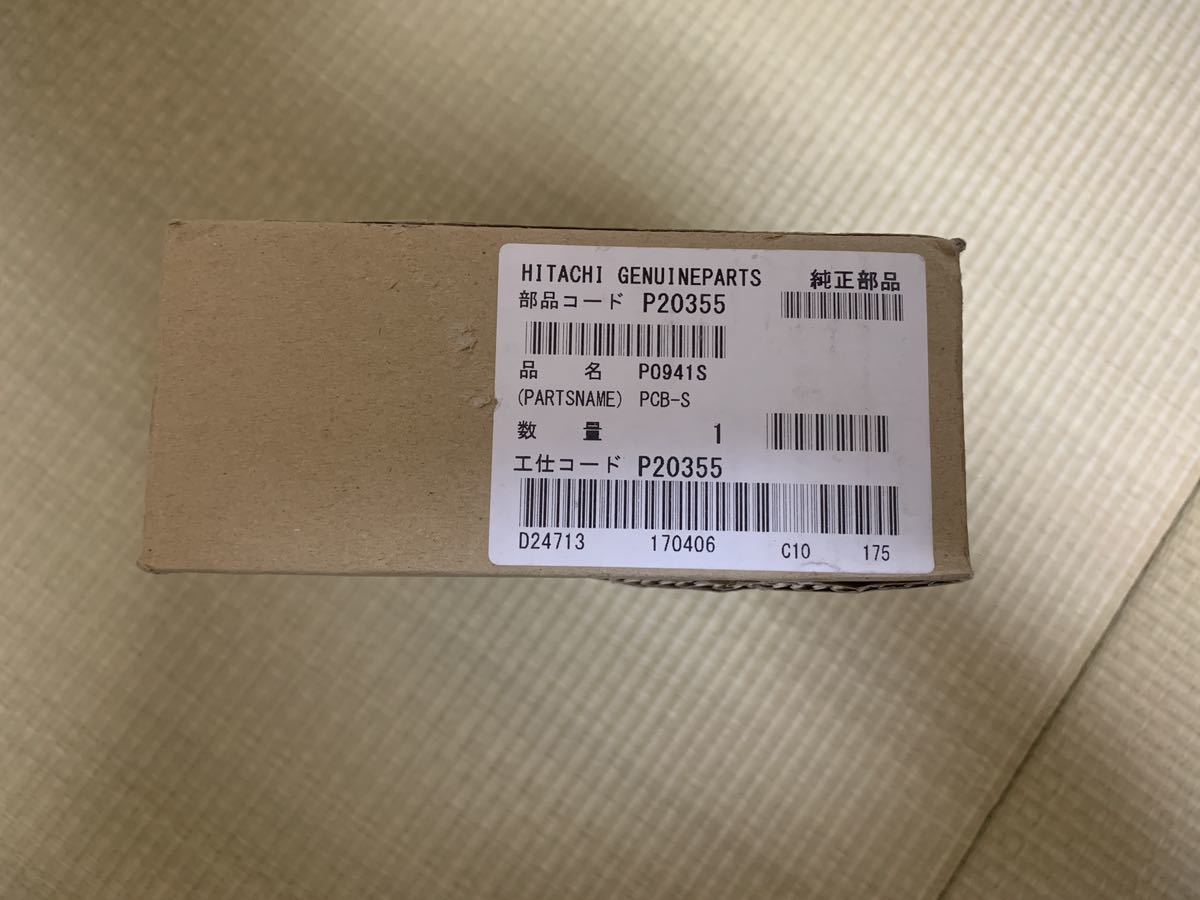 HITACHI GENUINEPARTS 純正部品
部品コード P20355
品 名 P0941S
(PARTSNAME) PCB-S
数 量 1
工仕コード P20355
D24713 170406 C10 175